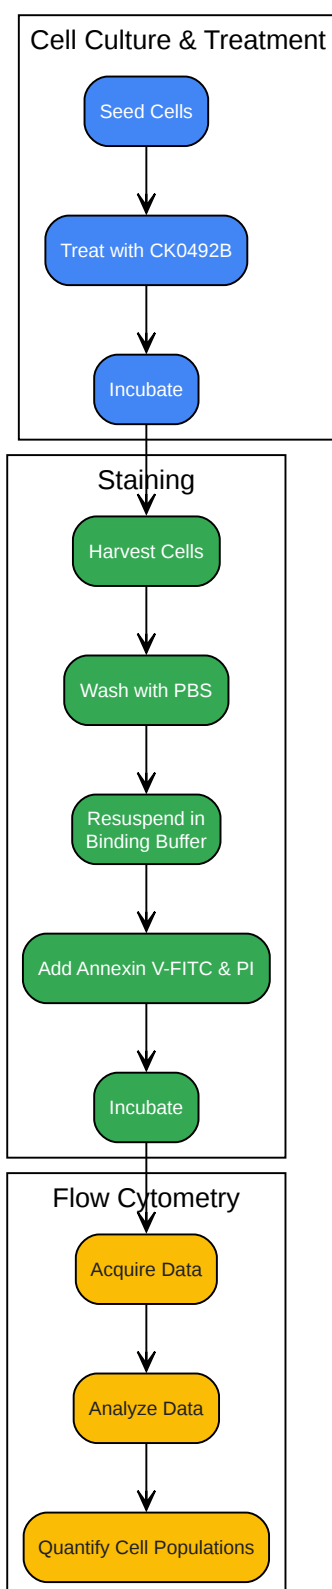 Cell Culture & Treatment
Seed Cells
Treat with CK0492B
Incubate
Staining
Harvest Cells
Wash with PBS
Resuspend in
Binding Buffer
Add Annexin V-FITC & PI
Incubate
Flow Cytometry
Acquire Data
Analyze Data
Quantify Cell Populations